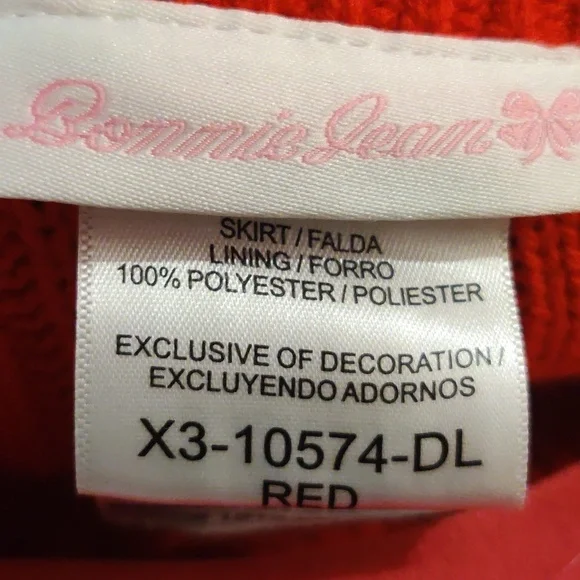 Bonnie Jean
SKIRT / FALDA
LINING / FORRO
100% POLYESTER / POLIESTER
EXCLUSIVE OF DECORATION /
EXCLUYENDO ADORNOS
X3-10574-DL
RED